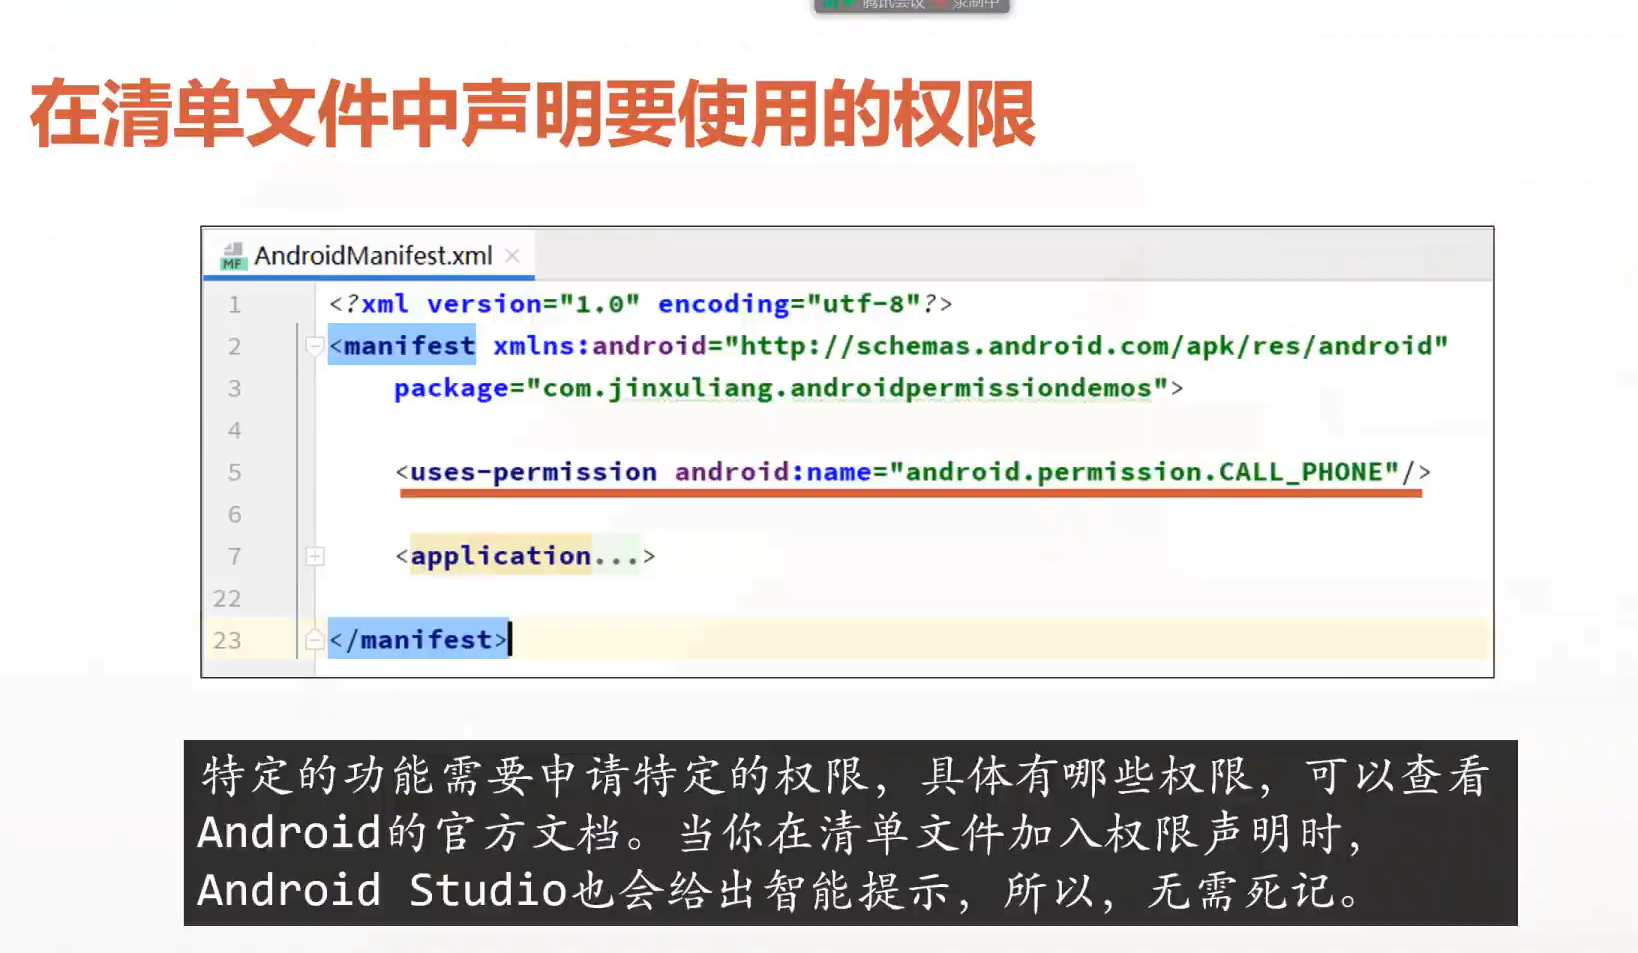 腾讯会议 录制中
在清单文件中声明要使用的权限
MF AndroidManifest.xml
1 <?xml version="1.0" encoding="utf-8"?>
2 <manifest xmlns:android="http://schemas.android.com/apk/res/android"
3 package="com.jinxuliang.androidpermissiondemos">
4
5 <uses-permission android:name="android.permission.CALL_PHONE"/>
6
7 <application...>
22
23 </manifest>
特定的功能需要申请特定的权限，具体有哪些权限，可以查看
Android的官方文档。当你在清单文件加入权限声明时，
Android Studio也会给出智能提示，所以，无需死记。